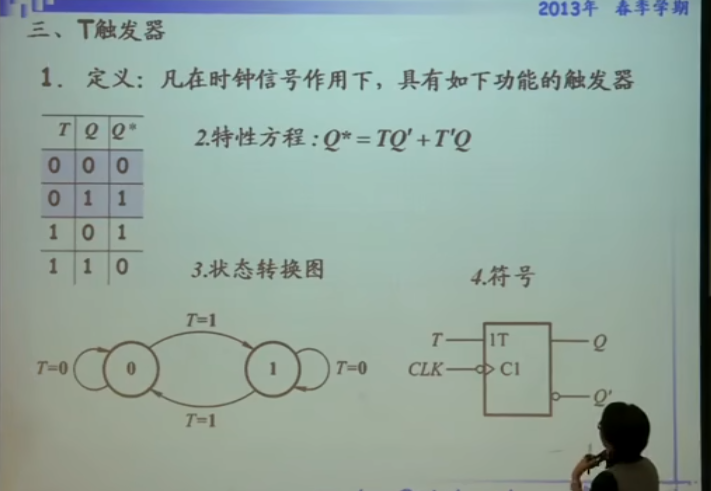 2013年 春季学期
三、T触发器
1. 定义：凡在时钟信号作用下，具有如下功能的触发器
T Q Q*
0 0 0
0 1 1
1 0 1
1 1 0
2.特性方程：Q*=TQ'+T'Q
3.状态转换图
T=1
T=0 0 1 T=0
T=1
4.符号
T 1T Q
CLK C1
Q'